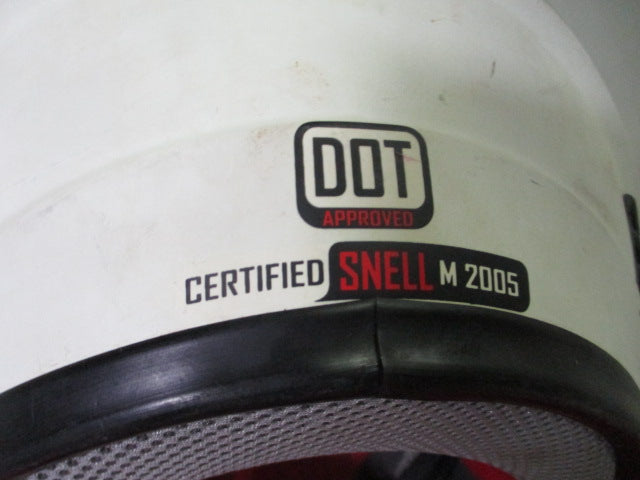 DOT
APPROVED
CERTIFIED SNELL M 2005